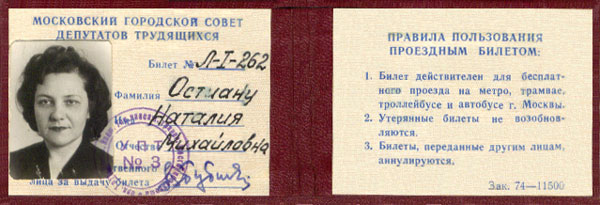 МОСКОВСКИЙ ГОРОДСКОЙ СОВЕТ
ДЕПУТАТОВ ТРУДЯЩИХСЯ
Билет № Л-I-262
Фамилия Остиану
Наталия
Отчество Михайловна
№ 3
лица за выдачу билета
ПРАВИЛА ПОЛЬЗОВАНИЯ
ПРОЕЗДНЫМ БИЛЕТОМ:
1. Билет действителен для бесплат-
ного проезда на метро, трамвае,
троллейбусе и автобусе г. Москвы.
2. Утерянные билеты не возобнов-
ляются.
3. Билеты, переданные другим лицам,
аннулируются.
Зак. 74—11500